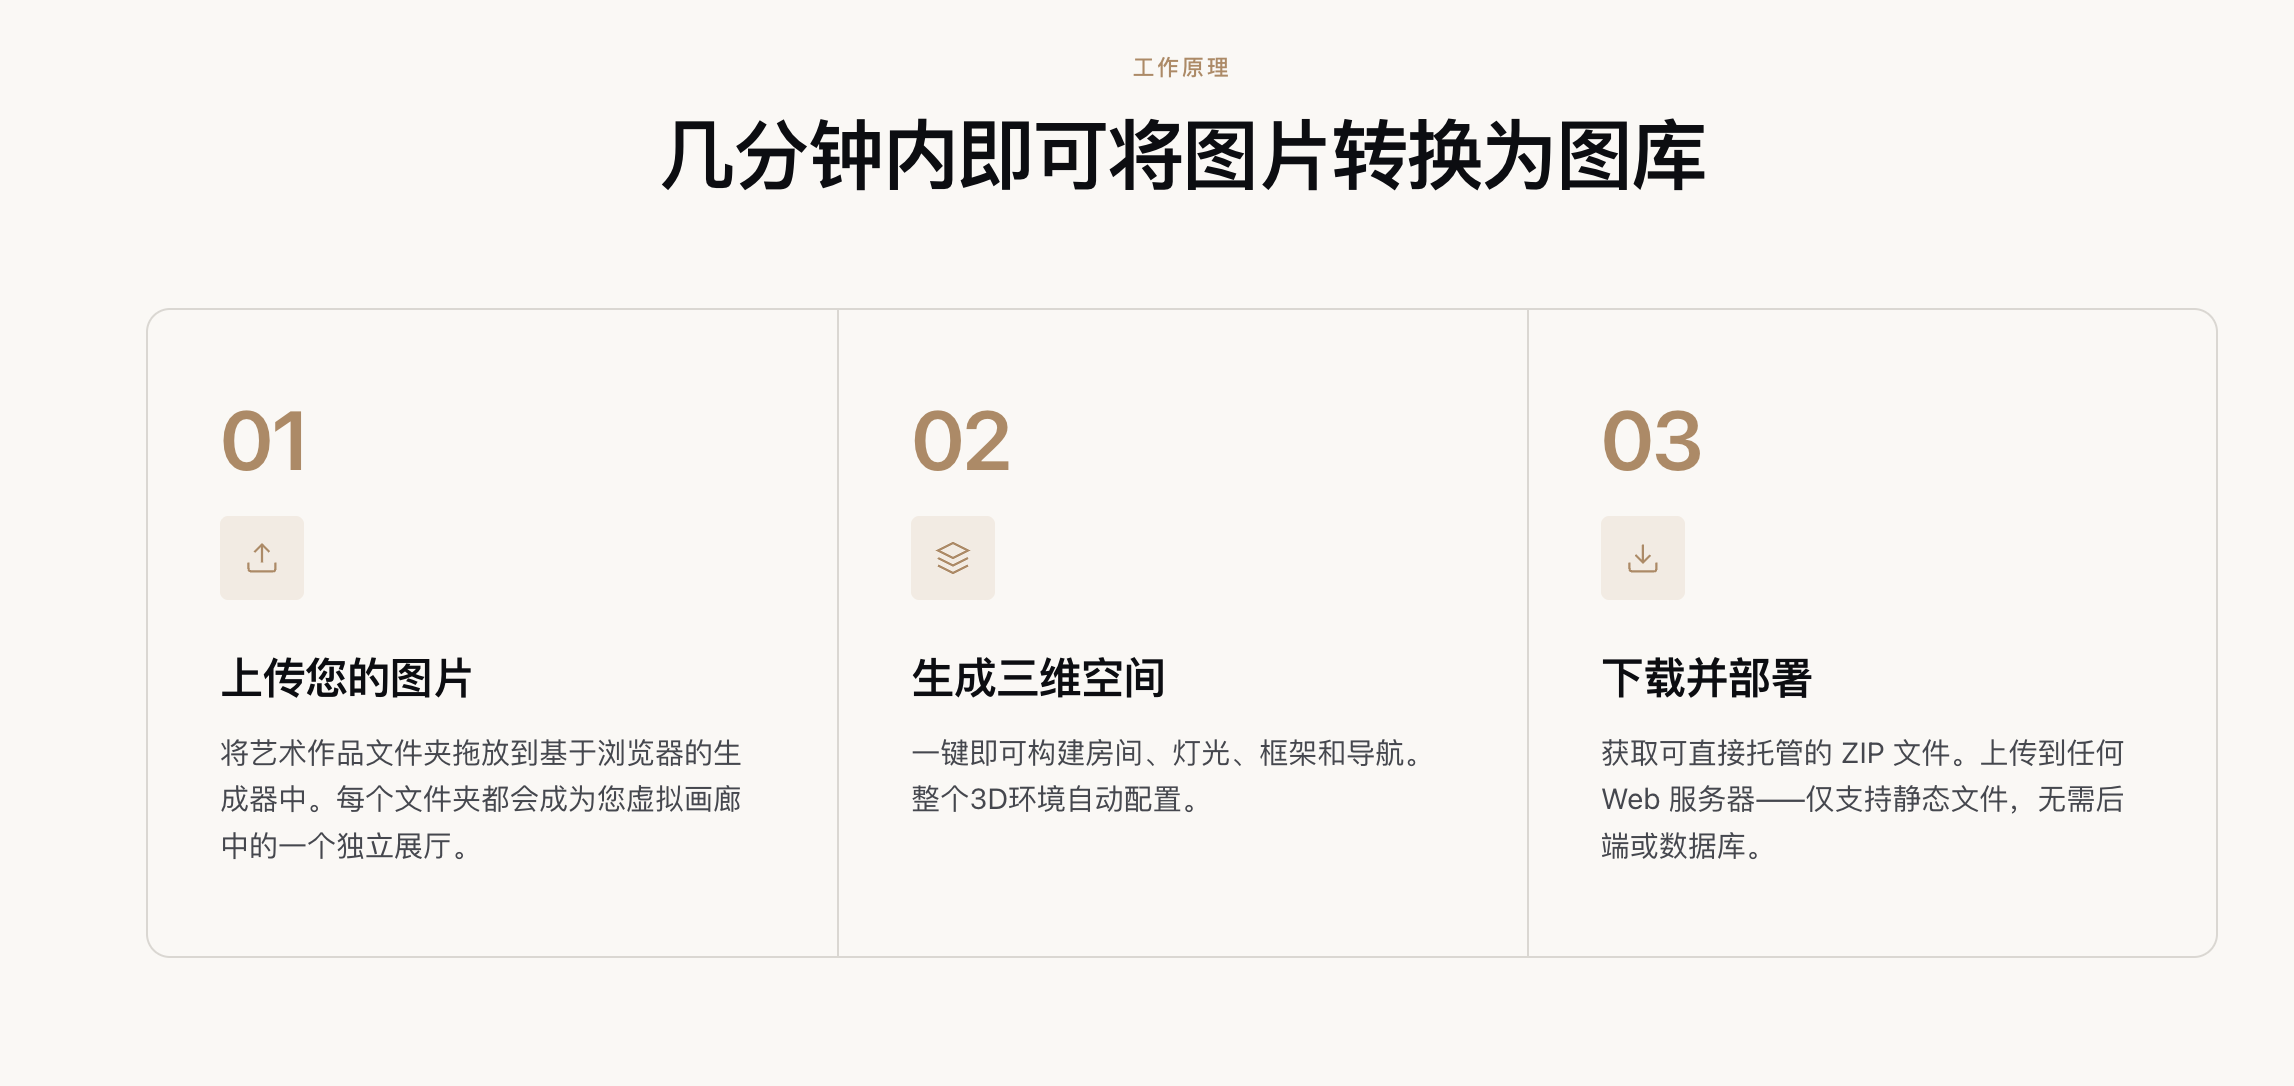 工作原理
几分钟内即可将图片转换为图库
01
上传您的图片
将艺术作品文件夹拖放到基于浏览器的生
成器中。每个文件夹都会成为您虚拟画廊
中的一个独立展厅。
02
生成三维空间
一键即可构建房间、灯光、框架和导航。
整个3D环境自动配置。
03
下载并部署
获取可直接托管的 ZIP 文件。上传到任何
Web 服务器——仅支持静态文件，无需后
端或数据库。